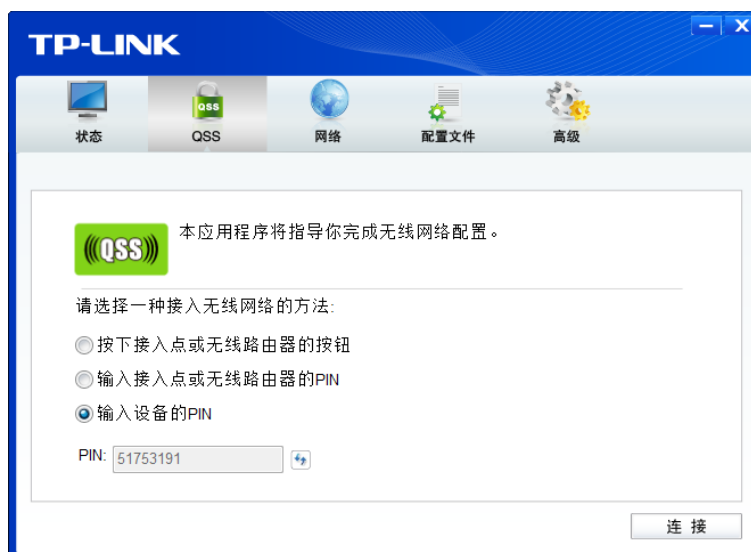 TP-LINK
状态
QSS
QSS
网络
配置文件
高级
QSS
本应用程序将指导你完成无线网络配置。
请选择一种接入无线网络的方法:
按下接入点或无线路由器的按钮
输入接入点或无线路由器的PIN
输入设备的PIN
PIN: 51753191
连 接